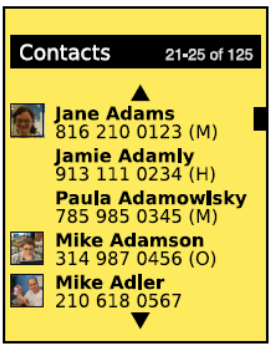 Contacts 21-25 of 125
Jane Adams
816 210 0123 (M)
Jamie Adamly
913 111 0234 (H)
Paula Adamowlsky
785 985 0345 (M)
Mike Adamson
314 987 0456 (O)
Mike Adler
210 618 0567